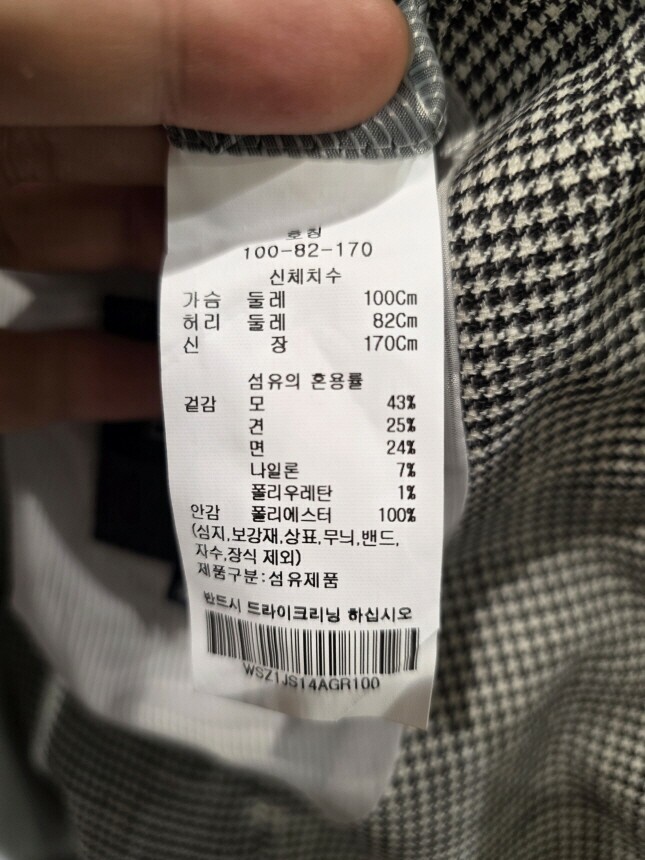 호칭
100-82-170
신체치수
가슴 둘레 100Cm
허리 둘레 82Cm
신 장 170Cm
섬유의 혼용률
겉감 모 43%
견 25%
면 24%
나일론 7%
폴리우레탄 1%
안감 폴리에스터 100%
(심지,보강재,상표,무늬,밴드,
자수,장식 제외)
제품구분:섬유제품
반드시 드라이크리닝 하십시오
WSZ1JS14AGR100